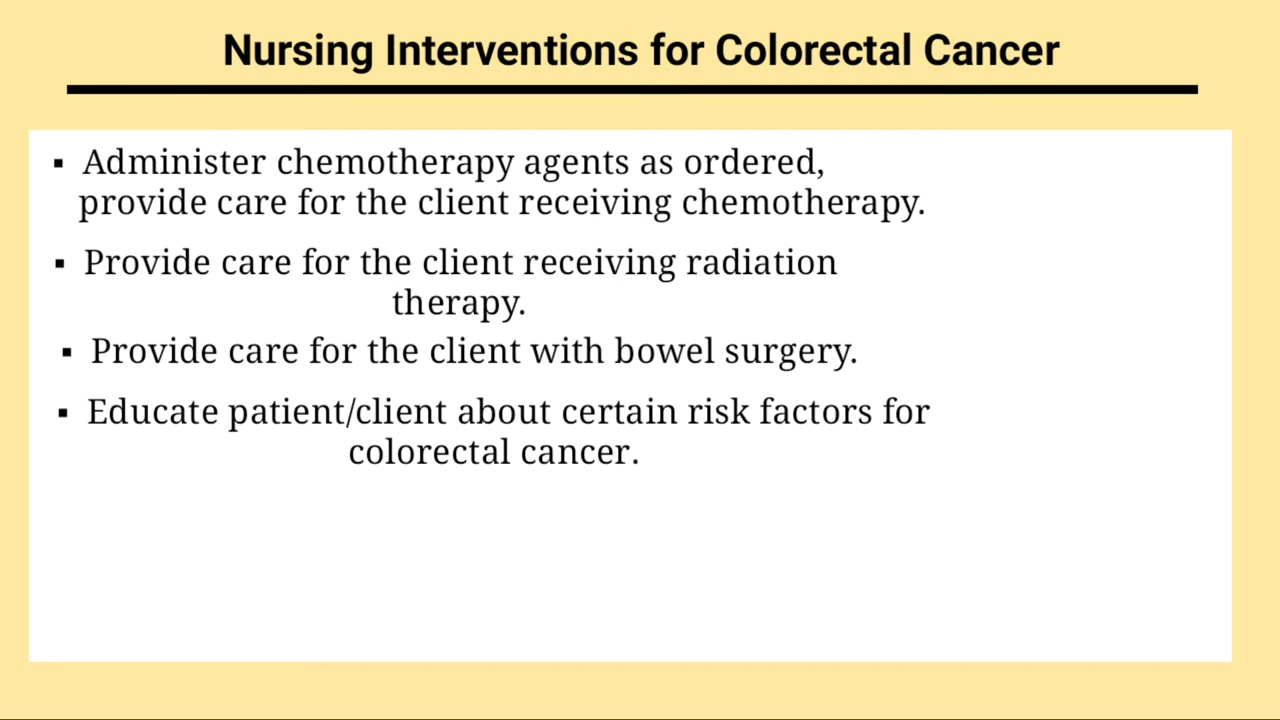 Nursing Interventions for Colorectal Cancer
▪ Administer chemotherapy agents as ordered,
provide care for the client receiving chemotherapy.
▪ Provide care for the client receiving radiation
therapy.
▪ Provide care for the client with bowel surgery.
▪ Educate patient/client about certain risk factors for
colorectal cancer.